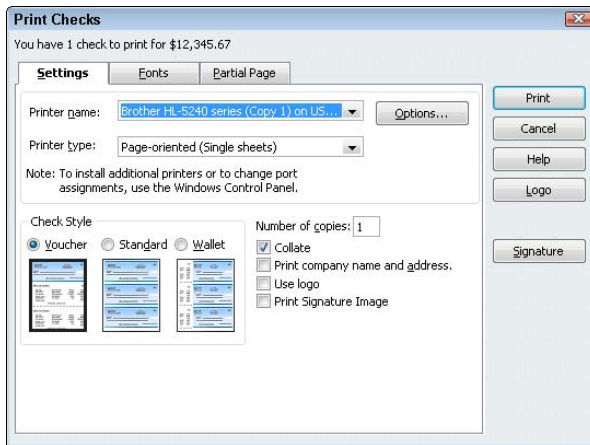 Print Checks
You have 1 check to print for $12,345.67
Settings
Fonts
Partial Page
Printer name:
Brother HL-5240 series (Copy 1) on US...
Options...
Printer type:
Page-oriented (Single sheets)
Note: To install additional printers or to change port
assignments, use the Windows Control Panel.
Check Style
Voucher
Standard
Wallet
Number of copies: 1
Collate
Print company name and address.
Use logo
Print Signature Image
Print
Cancel
Help
Logo
Signature